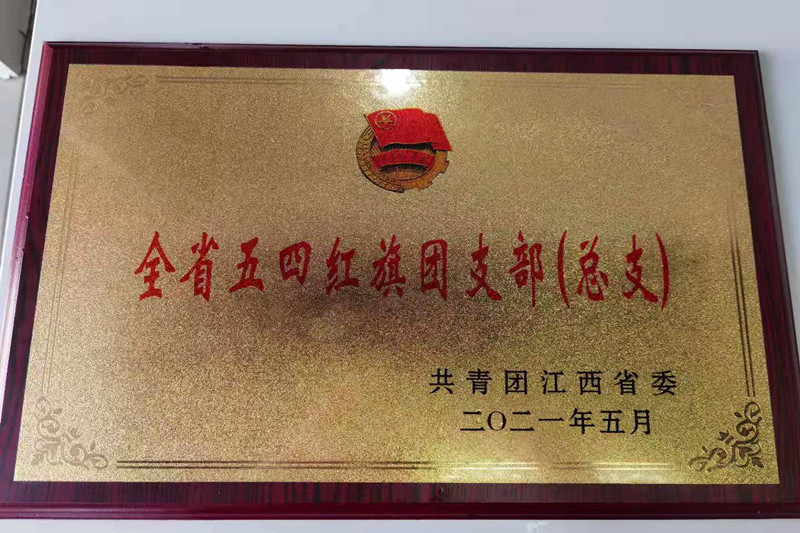 全省五四红旗团支部(总支)
共青团江西省委
二〇二一年五月